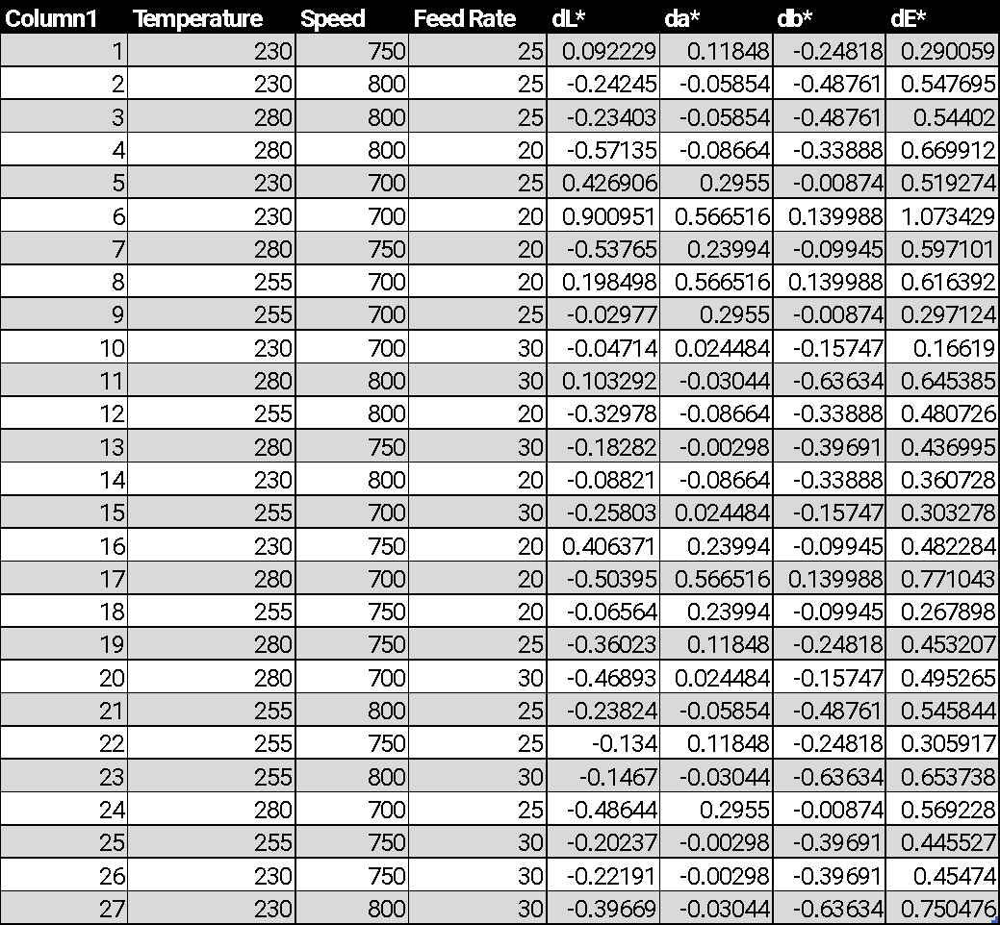 Column1 Temperature Speed Feed Rate dL* da* db* dE*
1 230 750 25 0.092229 0.11848 -0.24818 0.290059
2 230 800 25 -0.24245 -0.05854 -0.48761 0.547695
3 280 800 25 -0.23403 -0.05854 -0.48761 0.54402
4 280 800 20 -0.57135 -0.08664 -0.33888 0.669912
5 230 700 25 0.426906 0.2955 -0.00874 0.519274
6 230 700 20 0.900951 0.566516 0.139988 1.073429
7 280 750 20 -0.53765 0.23994 -0.09945 0.597101
8 255 700 20 0.198498 0.566516 0.139988 0.616392
9 255 700 25 -0.02977 0.2955 -0.00874 0.297124
10 230 700 30 -0.04714 0.024484 -0.15747 0.16619
11 280 800 30 0.103292 -0.03044 -0.63634 0.645385
12 255 800 20 -0.32978 -0.08664 -0.33888 0.480726
13 280 750 30 -0.18282 -0.00298 -0.39691 0.436995
14 230 800 20 -0.08821 -0.08664 -0.33888 0.360728
15 255 700 30 -0.25803 0.024484 -0.15747 0.303278
16 230 750 20 0.406371 0.23994 -0.09945 0.482284
17 280 700 20 -0.50395 0.566516 0.139988 0.771043
18 255 750 20 -0.06564 0.23994 -0.09945 0.267898
19 280 750 25 -0.36023 0.11848 -0.24818 0.453207
20 280 700 30 -0.46893 0.024484 -0.15747 0.495265
21 255 800 25 -0.23824 -0.05854 -0.48761 0.545844
22 255 750 25 -0.134 0.11848 -0.24818 0.305917
23 255 800 30 -0.1467 -0.03044 -0.63634 0.653738
24 280 700 25 -0.48644 0.2955 -0.00874 0.569228
25 255 750 30 -0.20237 -0.00298 -0.39691 0.445527
26 230 750 30 -0.22191 -0.00298 -0.39691 0.45474
27 230 800 30 -0.39669 -0.03044 -0.63634 0.750476